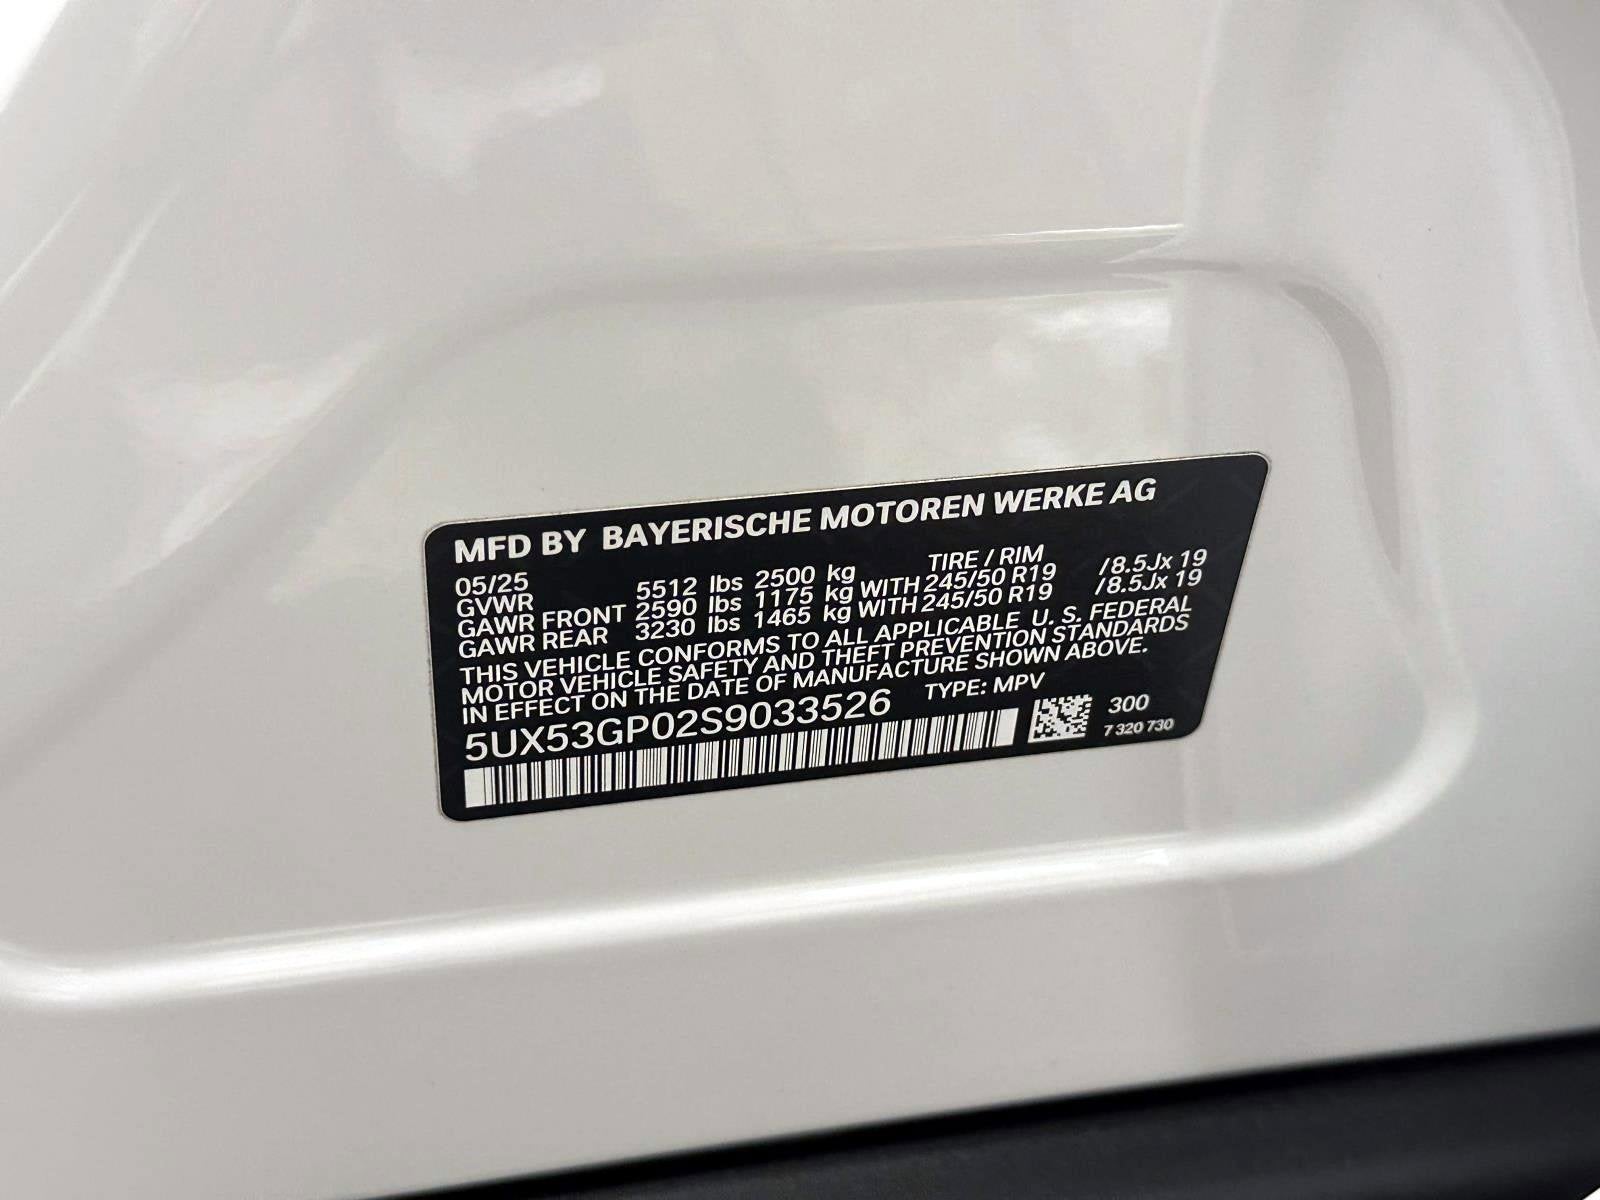 MFD BY BAYERISCHE MOTOREN WERKE AG
05/25 TIRE / RIM
GVWR 5512 lbs 2500 kg
GAWR FRONT 2590 lbs 1175 kg WITH 245/50 R19 /8.5Jx 19
GAWR REAR 3230 lbs 1465 kg WITH 245/50 R19 /8.5Jx 19
THIS VEHICLE CONFORMS TO ALL APPLICABLE U. S. FEDERAL
MOTOR VEHICLE SAFETY AND THEFT PREVENTION STANDARDS
IN EFFECT ON THE DATE OF MANUFACTURE SHOWN ABOVE.
5UX53GP02S9033526 TYPE: MPV
300
7 320 730